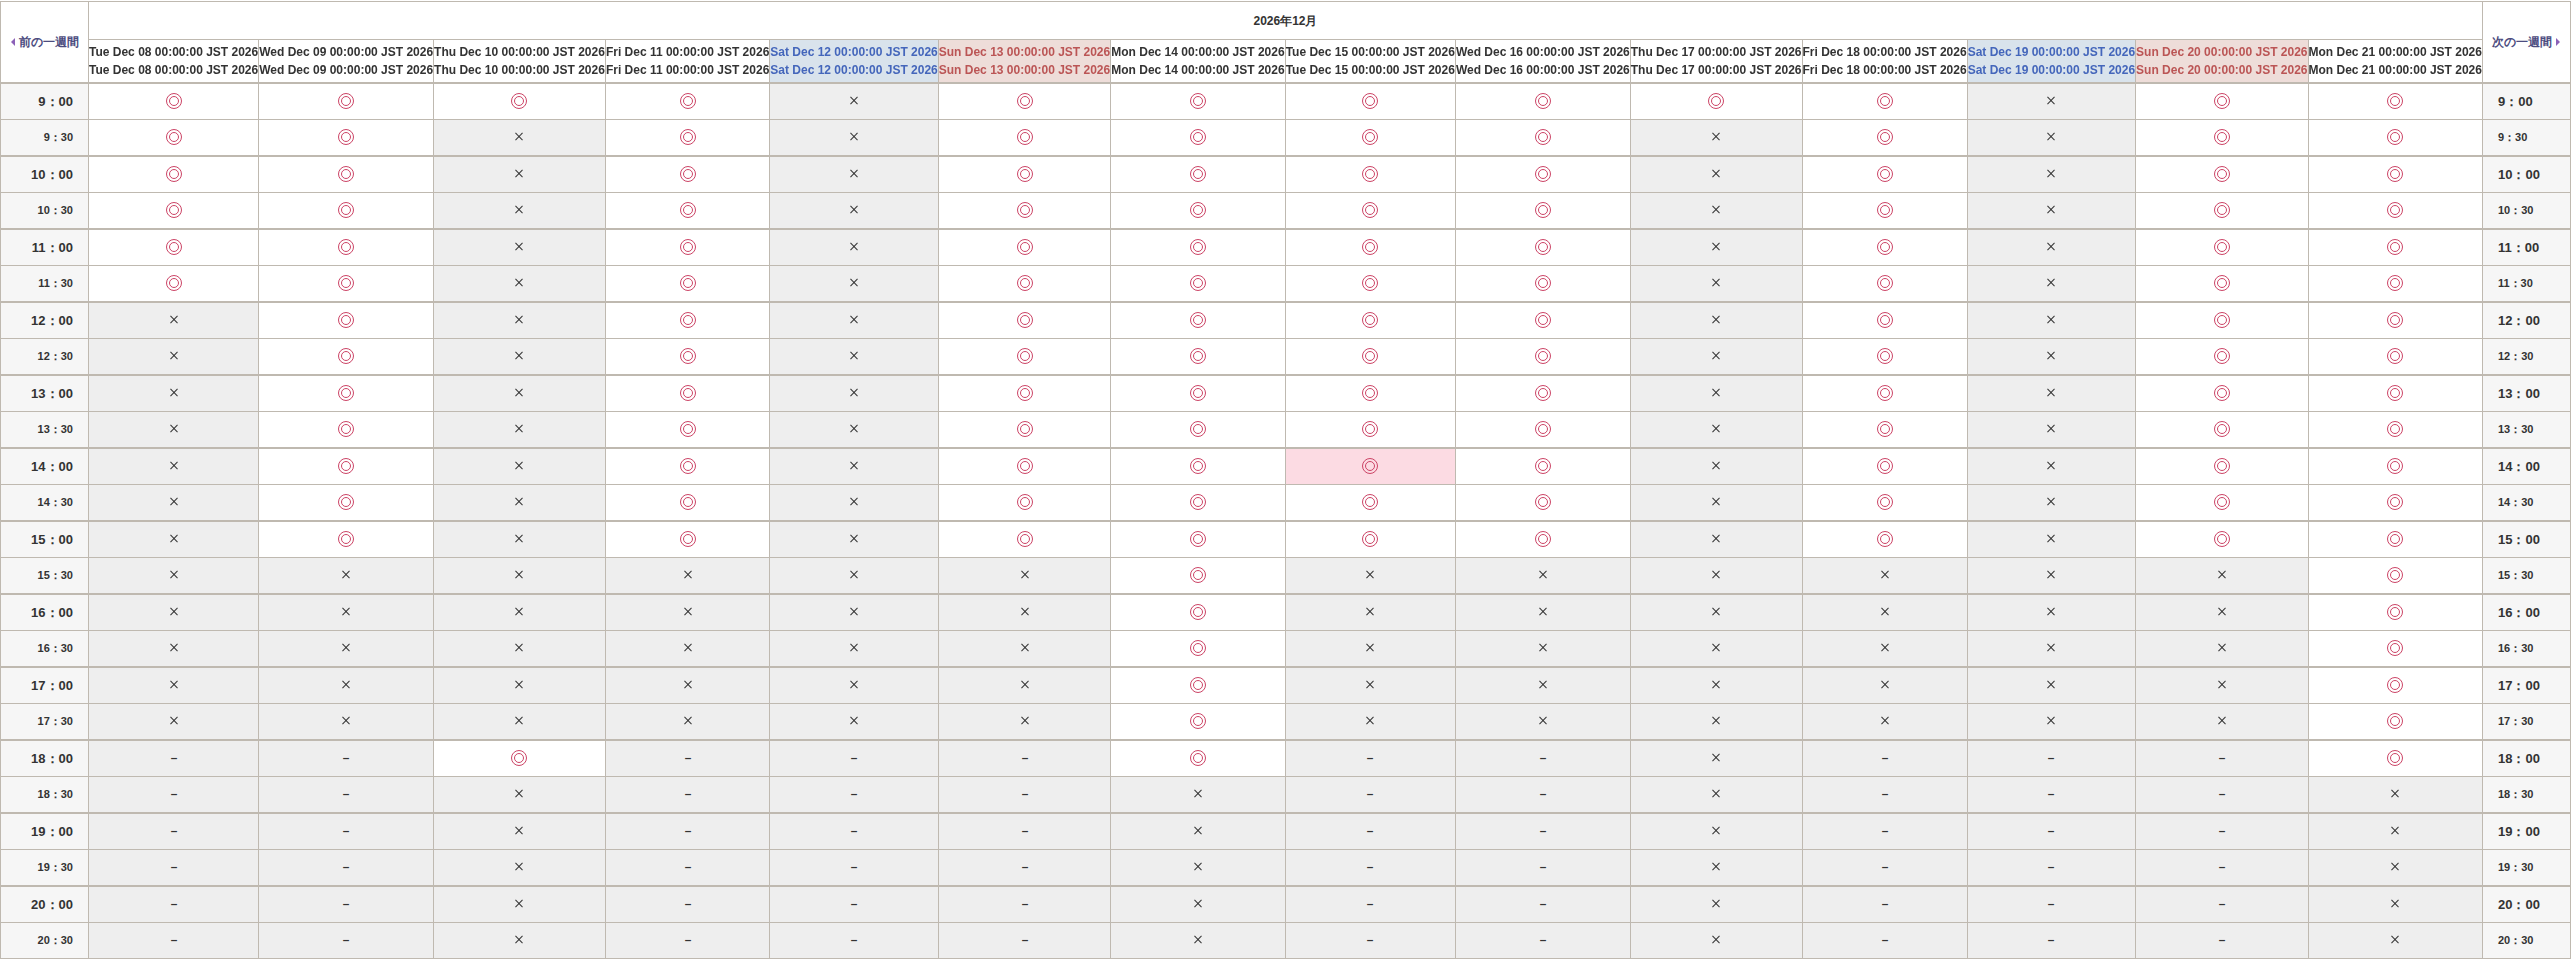 2026年12月
前の一週間
次の一週間
Tue Dec 08 00:00:00 JST 2026 Wed Dec 09 00:00:00 JST 2026 Thu Dec 10 00:00:00 JST 2026 Fri Dec 11 00:00:00 JST 2026 Sat Dec 12 00:00:00 JST 2026 Sun Dec 13 00:00:00 JST 2026 Mon Dec 14 00:00:00 JST 2026 Tue Dec 15 00:00:00 JST 2026 Wed Dec 16 00:00:00 JST 2026 Thu Dec 17 00:00:00 JST 2026 Fri Dec 18 00:00:00 JST 2026 Sat Dec 19 00:00:00 JST 2026 Sun Dec 20 00:00:00 JST 2026 Mon Dec 21 00:00:00 JST 2026
Tue Dec 08 00:00:00 JST 2026 Wed Dec 09 00:00:00 JST 2026 Thu Dec 10 00:00:00 JST 2026 Fri Dec 11 00:00:00 JST 2026 Sat Dec 12 00:00:00 JST 2026 Sun Dec 13 00:00:00 JST 2026 Mon Dec 14 00:00:00 JST 2026 Tue Dec 15 00:00:00 JST 2026 Wed Dec 16 00:00:00 JST 2026 Thu Dec 17 00:00:00 JST 2026 Fri Dec 18 00:00:00 JST 2026 Sat Dec 19 00:00:00 JST 2026 Sun Dec 20 00:00:00 JST 2026 Mon Dec 21 00:00:00 JST 2026
9：00 ◎ ◎ ◎ ◎ × ◎ ◎ ◎ ◎ ◎ ◎ × ◎ ◎ 9：00
9：30 ◎ ◎ × ◎ × ◎ ◎ ◎ ◎ × ◎ × ◎ ◎ 9：30
10：00 ◎ ◎ × ◎ × ◎ ◎ ◎ ◎ × ◎ × ◎ ◎ 10：00
10：30 ◎ ◎ × ◎ × ◎ ◎ ◎ ◎ × ◎ × ◎ ◎ 10：30
11：00 ◎ ◎ × ◎ × ◎ ◎ ◎ ◎ × ◎ × ◎ ◎ 11：00
11：30 ◎ ◎ × ◎ × ◎ ◎ ◎ ◎ × ◎ × ◎ ◎ 11：30
12：00 × ◎ × ◎ × ◎ ◎ ◎ ◎ × ◎ × ◎ ◎ 12：00
12：30 × ◎ × ◎ × ◎ ◎ ◎ ◎ × ◎ × ◎ ◎ 12：30
13：00 × ◎ × ◎ × ◎ ◎ ◎ ◎ × ◎ × ◎ ◎ 13：00
13：30 × ◎ × ◎ × ◎ ◎ ◎ ◎ × ◎ × ◎ ◎ 13：30
14：00 × ◎ × ◎ × ◎ ◎ ◎ ◎ × ◎ × ◎ ◎ 14：00
14：30 × ◎ × ◎ × ◎ ◎ ◎ ◎ × ◎ × ◎ ◎ 14：30
15：00 × ◎ × ◎ × ◎ ◎ ◎ ◎ × ◎ × ◎ ◎ 15：00
15：30 × × × × × × ◎ × × × × × × ◎ 15：30
16：00 × × × × × × ◎ × × × × × × ◎ 16：00
16：30 × × × × × × ◎ × × × × × × ◎ 16：30
17：00 × × × × × × ◎ × × × × × × ◎ 17：00
17：30 × × × × × × ◎ × × × × × × ◎ 17：30
18：00 – – ◎ – – – ◎ – – × – – – ◎ 18：00
18：30 – – × – – – × – – × – – – × 18：30
19：00 – – × – – – × – – × – – – × 19：00
19：30 – – × – – – × – – × – – – × 19：30
20：00 – – × – – – × – – × – – – × 20：00
20：30 – – × – – – × – – × – – – × 20：30